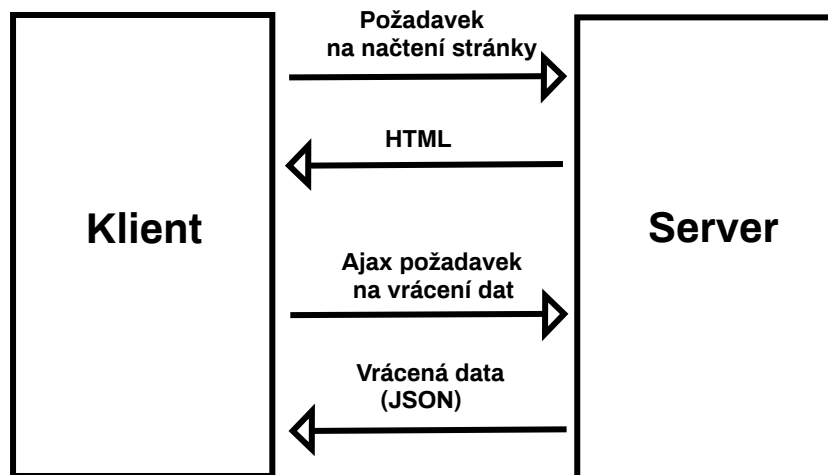 Požadavek
na načtení stránky
HTML
Klient
Server
Ajax požadavek
na vrácení dat
Vrácená data
(JSON)